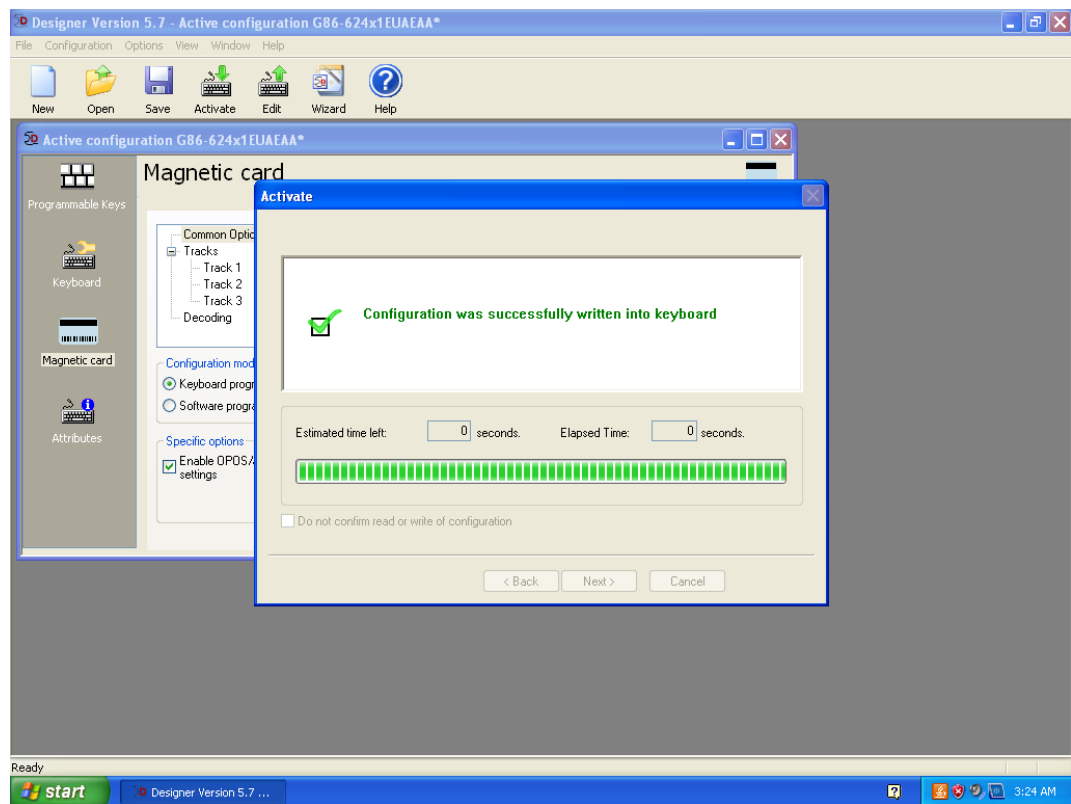 Designer Version 5.7 - Active configuration G86-624x1EUAEAA*
File Configuration Options View Window Help
New Open Save Activate Edit Wizard Help
Active configuration G86-624x1EUAEAA*
Programmable Keys
Keyboard
Magnetic card
Attributes
Magnetic card
Common Optio
Tracks
Track 1
Track 2
Track 3
Decoding
Configuration mod
Keyboard progr
Software progra
Specific options
Enable OPOS/
settings
Activate
Configuration was successfully written into keyboard
Estimated time left: 0 seconds. Elapsed Time: 0 seconds.
Do not confirm read or write of configuration
< Back Next > Cancel
Ready
start Designer Version 5.7 ... 3:24 AM